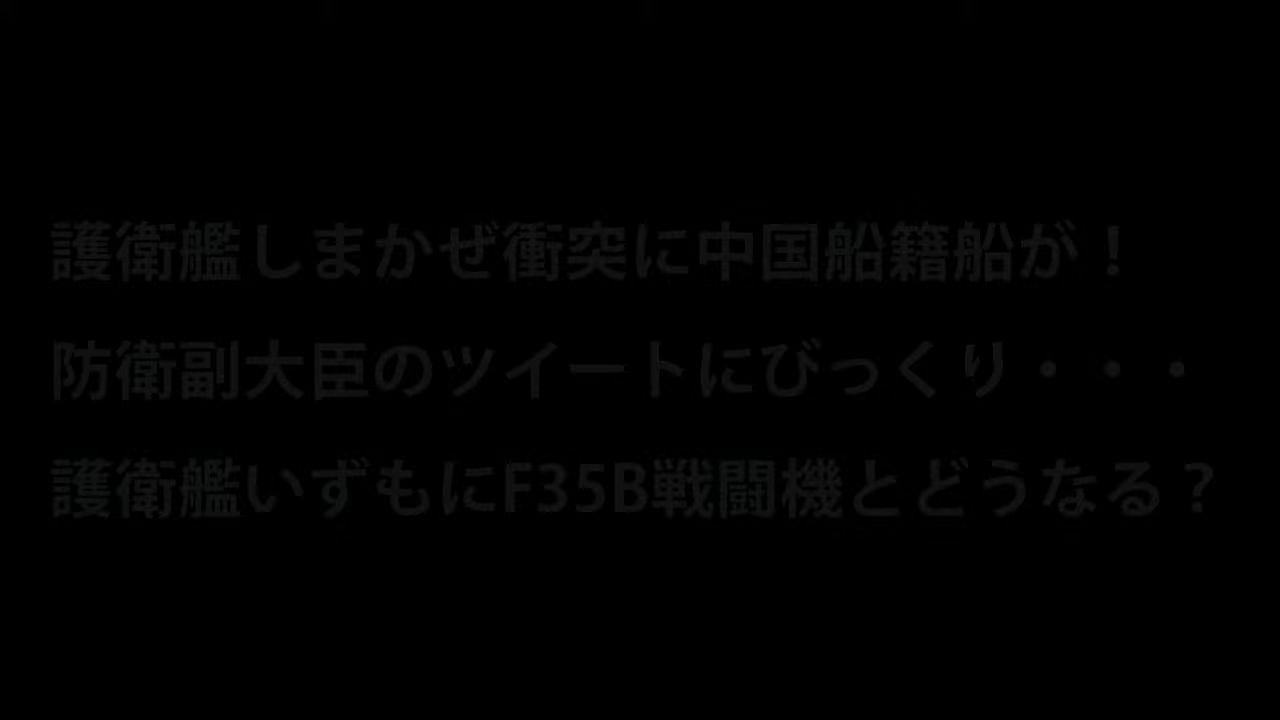 護衛艦しまかぜ衝突に中国船籍船が！
防衛副大臣のツイートにびっくり・・・
護衛艦いずもにF35B戦闘機とどうなる？